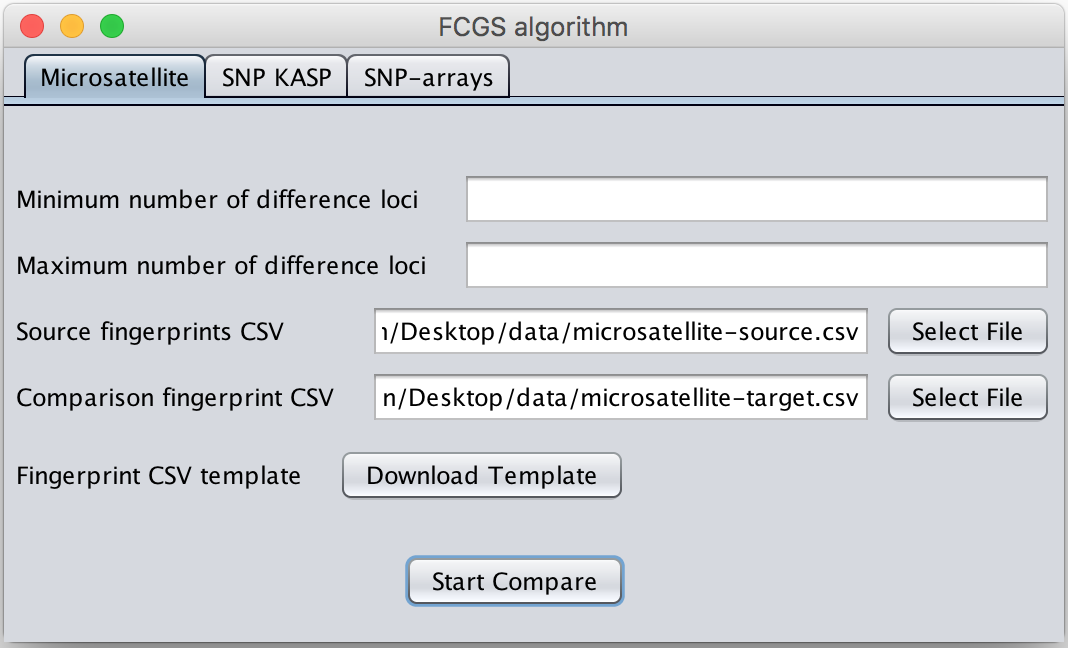 FCGS algorithm
Microsatellite SNP KASP SNP-arrays
Minimum number of difference loci
Maximum number of difference loci
Source fingerprints CSV /Desktop/data/microsatellite-source.csv Select File
Comparison fingerprint CSV n/Desktop/data/microsatellite-target.csv Select File
Fingerprint CSV template Download Template
Start Compare